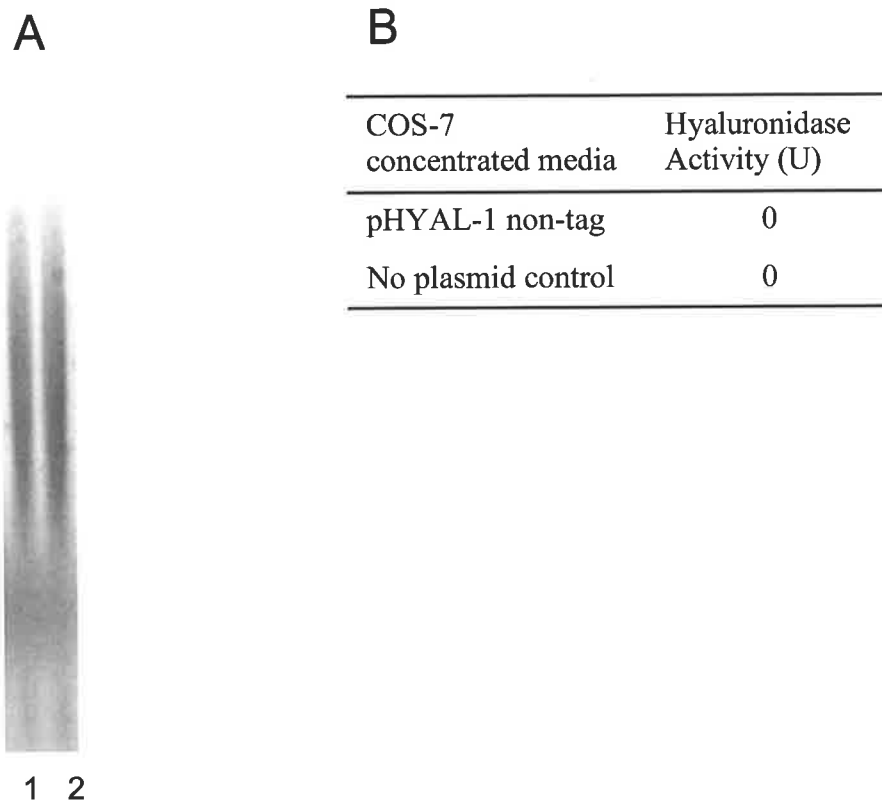 A
B
COS-7 concentrated media
Hyaluronidase Activity (U)
pHYAL-1 non-tag 0
No plasmid control 0
1 2